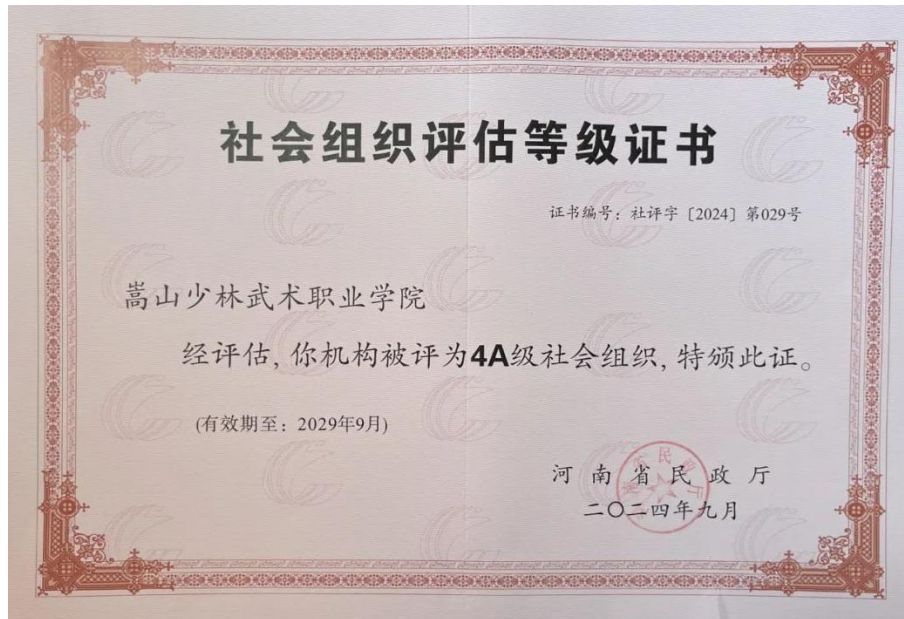 社会组织评估等级证书
证书编号：社评字〔2024〕第029号
嵩山少林武术职业学院
经评估,你机构被评为4A级社会组织,特颁此证。
(有效期至：2029年9月)
河南省民政厅
二〇二四年九月